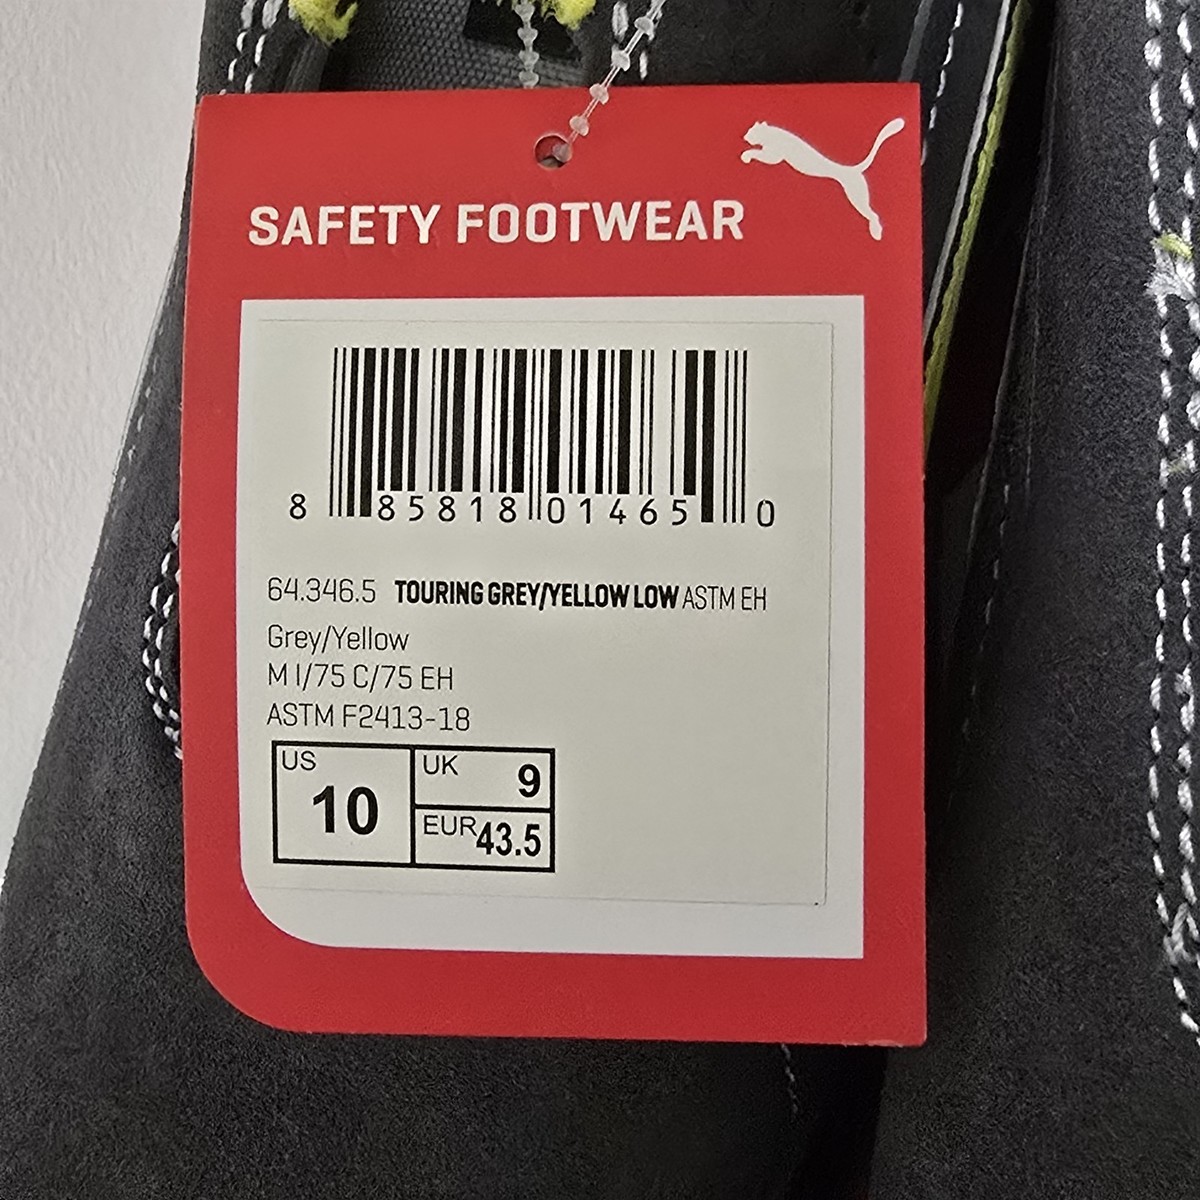 SAFETY FOOTWEAR
8 85818 01465 0
64.346.5 TOURING GREY/YELLOW LOW ASTM EH
Grey/Yellow
M I/75 C/75 EH
ASTM F2413-18
US 10
UK 9
EUR 43.5